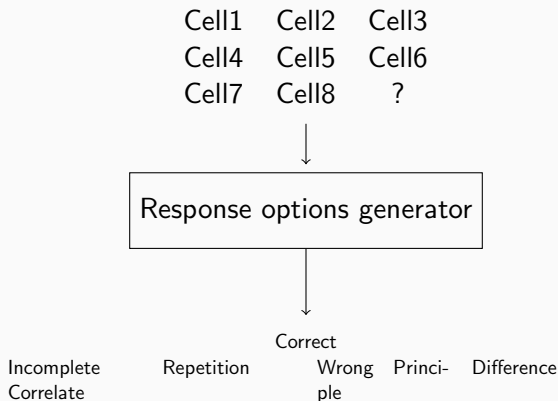 Cell1 Cell2 Cell3
Cell4 Cell5 Cell6
Cell7 Cell8 ?
Response options generator
Correct
Incomplete Repetition Wrong Princi- Difference
Correlate ple